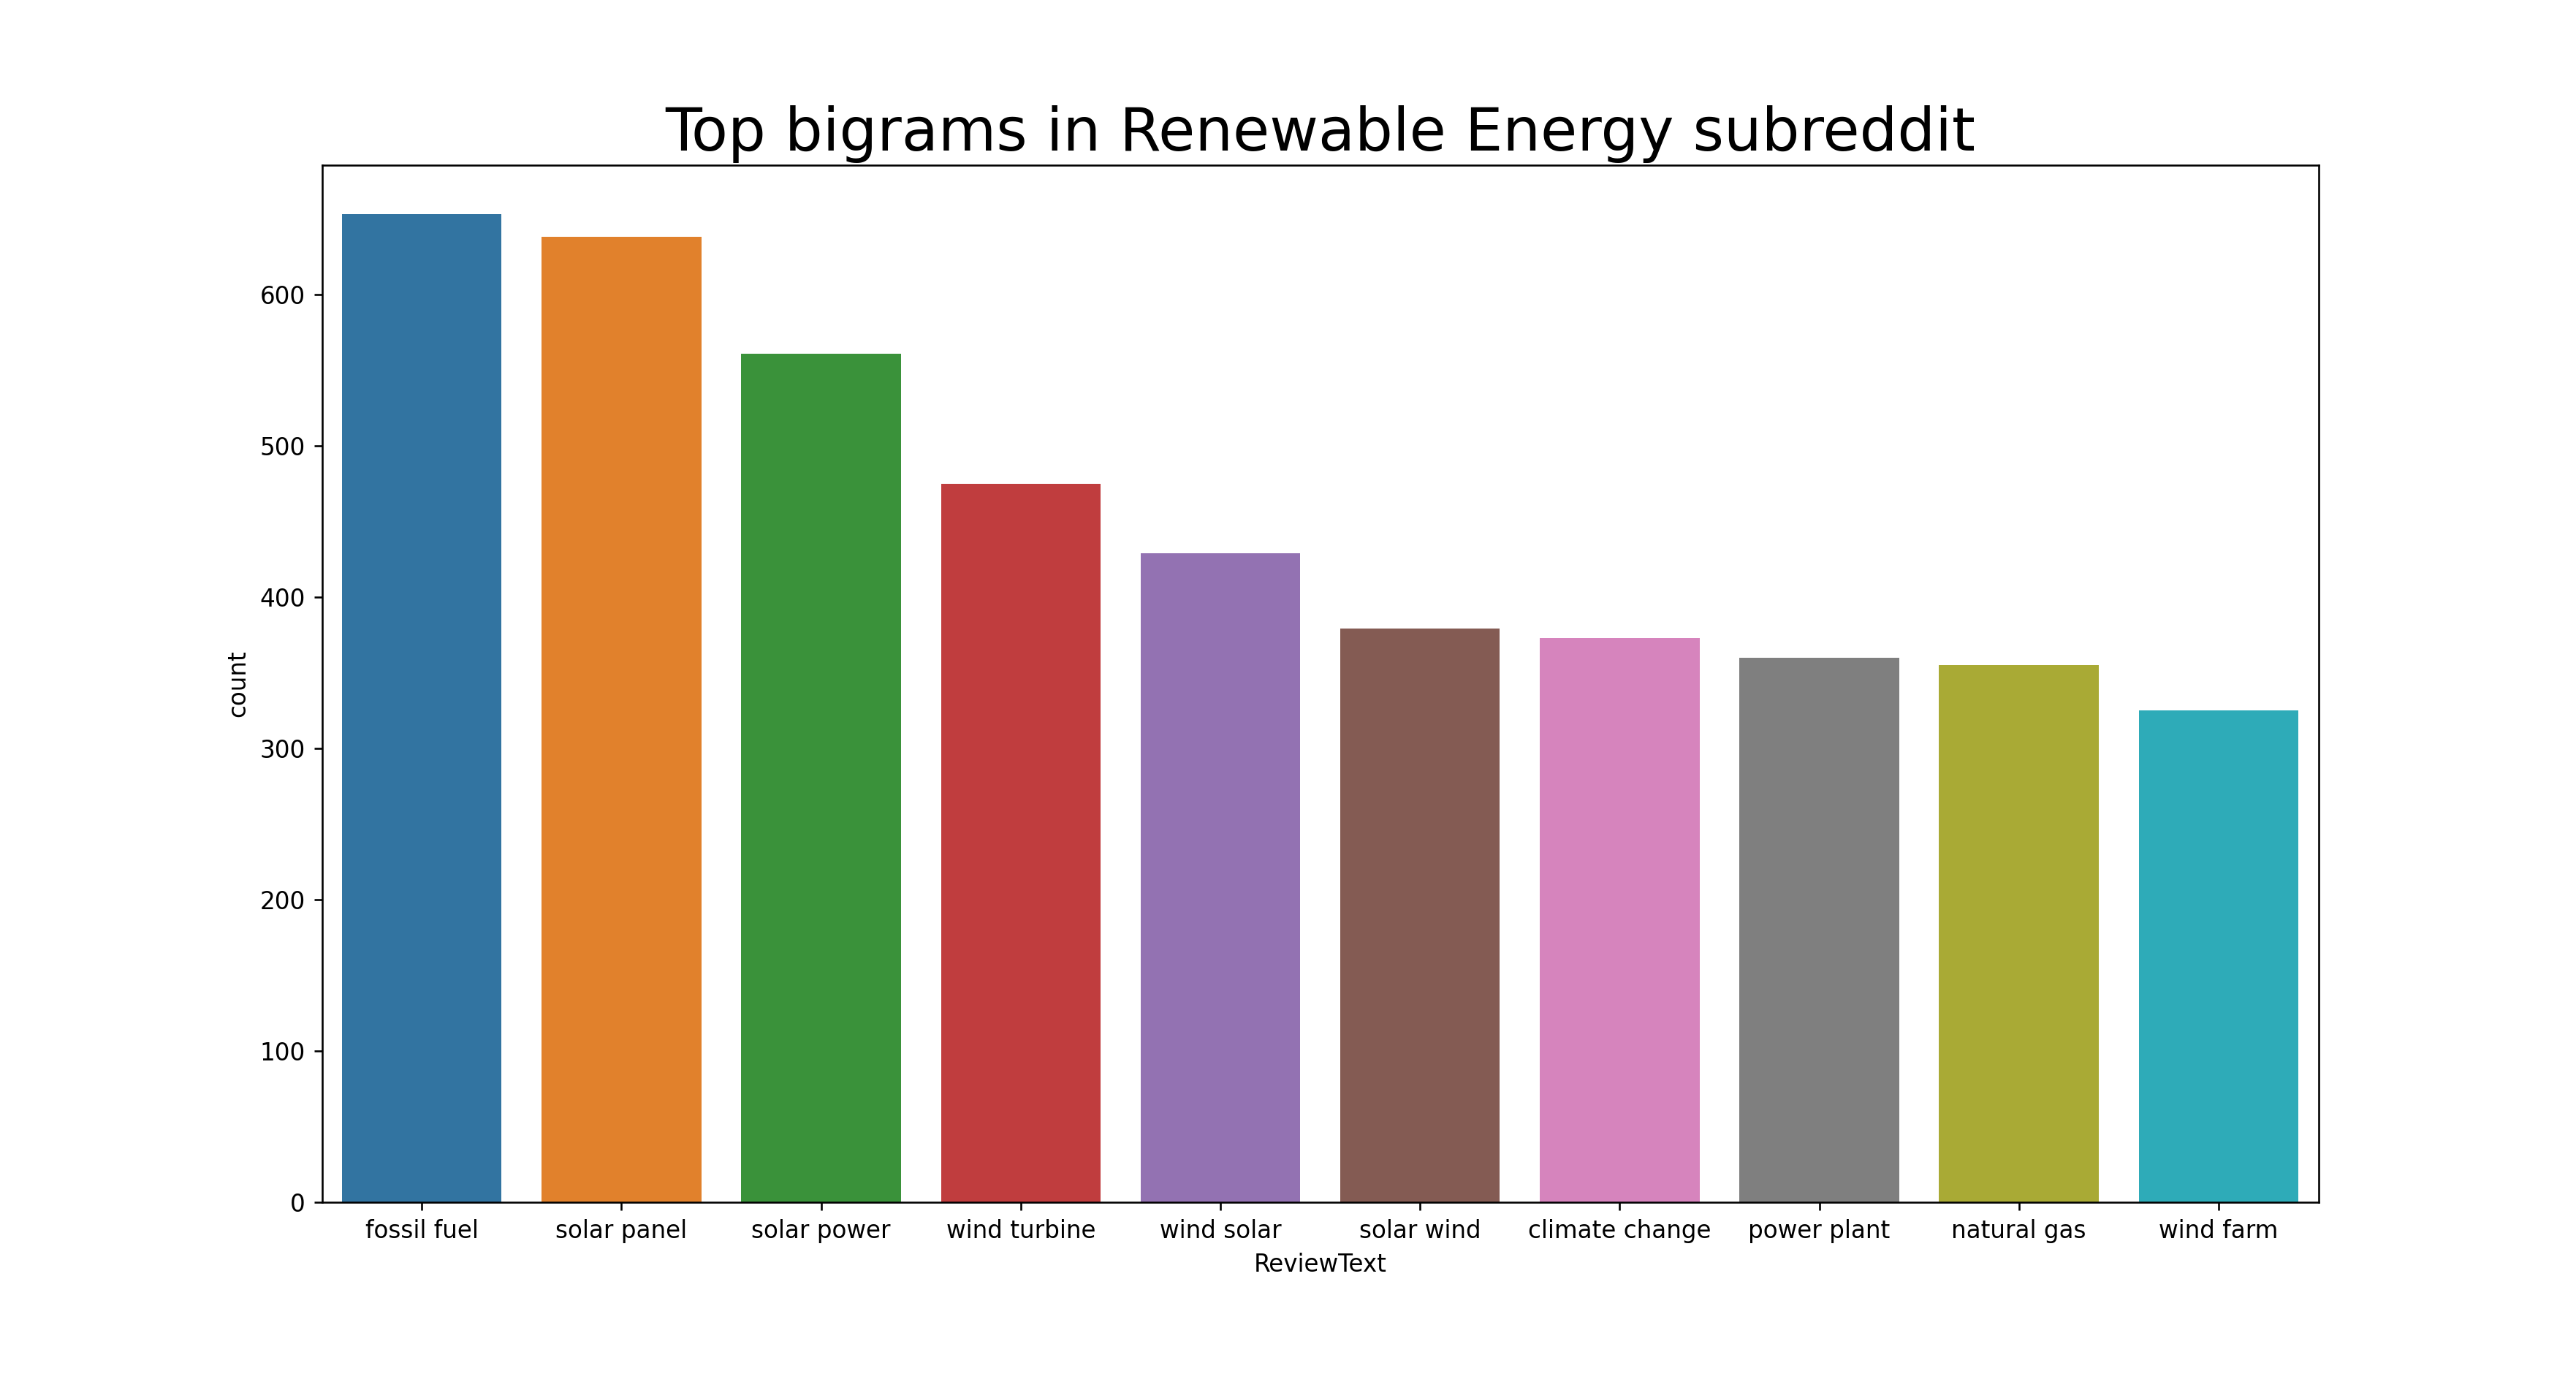 Top bigrams in Renewable Energy subreddit
600
500
400
300
200
100
0
count
fossil fuel solar panel solar power wind turbine wind solar solar wind climate change power plant natural gas wind farm
ReviewText